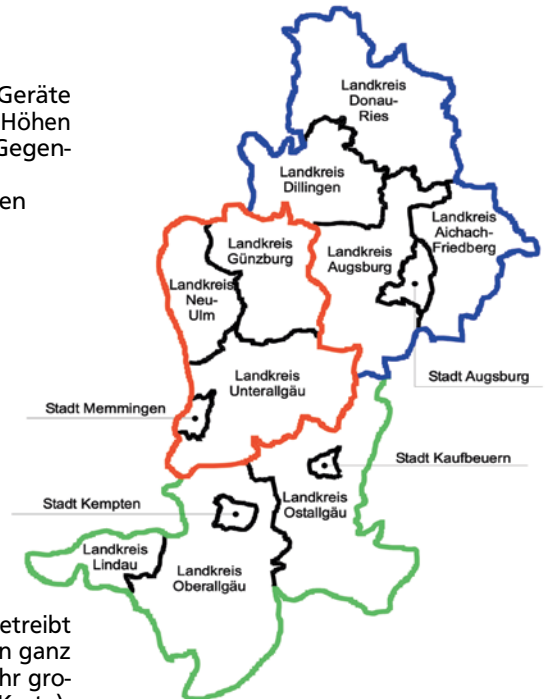 Geräte
Höhen
Gegen-
en
Landkreis
Donau-
Ries
Landkreis
Dillingen
Landkreis
Aichach-
Friedberg
Landkreis
Günzburg
Landkreis
Augsburg
Landkreis
Neu-
Ulm
Landkreis
Unterallgäu
Stadt Augsburg
Stadt Memmingen
Stadt Kaufbeuern
Stadt Kempten
Landkreis
Ostallgäu
Landkreis
Lindau
Landkreis
Oberallgäu
etreibt
n ganz
hr gro-